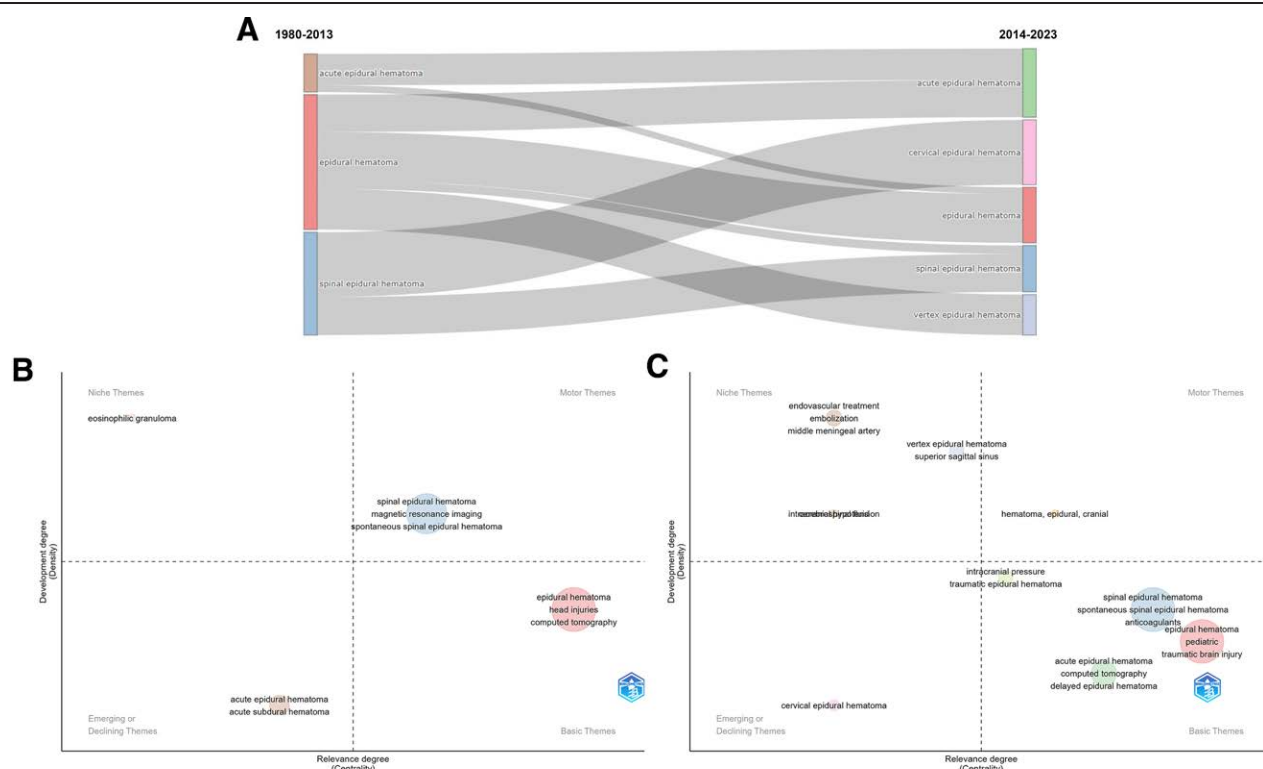 A
1980-2013
2014-2023
acute epidural hematoma
epidural hematoma
spinal epidural hematoma
acute epidural hematoma
cervical epidural hematoma
epidural hematoma
spinal epidural hematoma
vertex epidural hematoma
B
Niche Themes
Motor Themes
eosinophilic granuloma
spinal epidural hematoma
magnetic resonance imaging
spontaneous spinal epidural hematoma
epidural hematoma
head injuries
computed tomography
acute epidural hematoma
acute subdural hematoma
Emerging or
Declining Themes
Basic Themes
Development degree
(Density)
Relevance degree
(Centrality)
C
Niche Themes
Motor Themes
endovascular treatment
embolization
middle meningeal artery
vertex epidural hematoma
superior sagittal sinus
hematoma, epidural, cranial
intracranial pressure
traumatic epidural hematoma
spinal epidural hematoma
spontaneous spinal epidural hematoma
anticoagulants
epidural hematoma
pediatric
traumatic brain injury
acute epidural hematoma
computed tomography
delayed epidural hematoma
cervical epidural hematoma
Emerging or
Declining Themes
Basic Themes
Development degree
(Density)
Relevance degree
(Centrality)